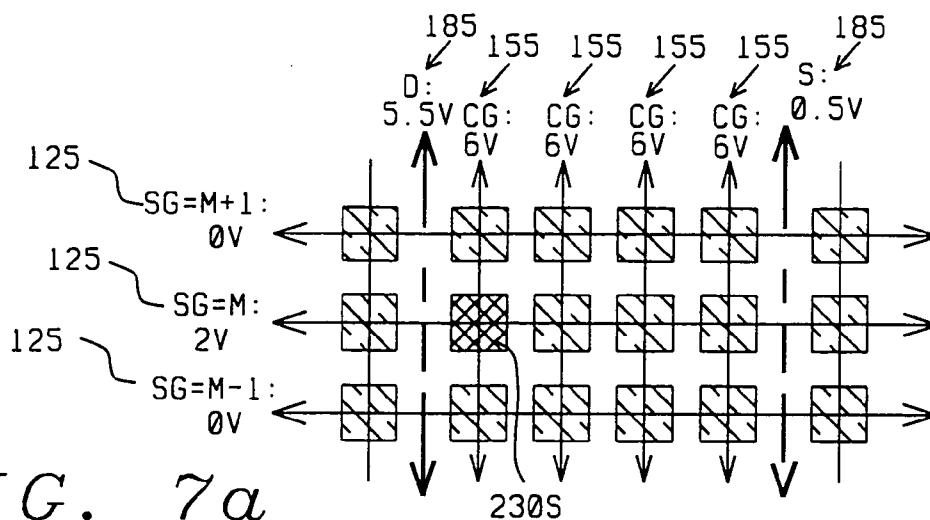 185 155 155 155 155 185
D: S:
5.5V CG: CG: CG: CG: 0.5V
6V 6V 6V 6V
125
SG=M+1:
0V
125
SG=M:
2V
125
SG=M-1:
0V
230S
G. 7a